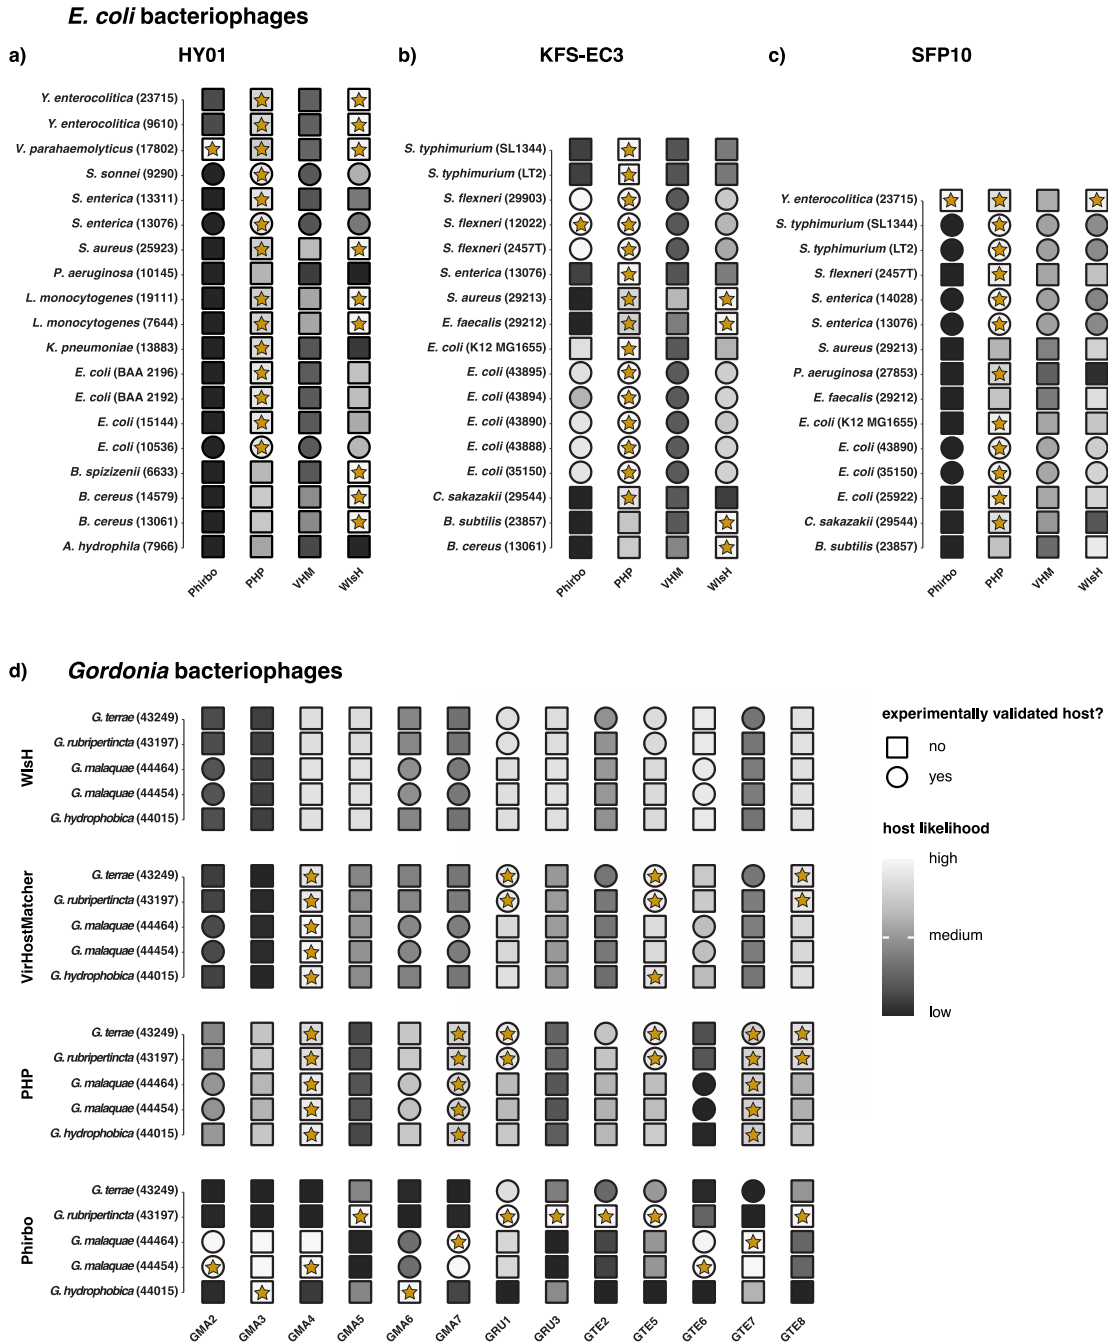 E. coli bacteriophages
a) HY01
Y. enterocolitica (23715)
Y. enterocolitica (9610)
V. parahaemolyticus (17802)
S. sonnei (9290)
S. enterica (13311)
S. enterica (13076)
S. aureus (25923)
P. aeruginosa (10145)
L. monocytogenes (19111)
L. monocytogenes (7644)
K. pneumoniae (13883)
E. coli (BAA 2196)
E. coli (BAA 2192)
E. coli (15144)
E. coli (10536)
B. spizizenii (6633)
B. cereus (14579)
B. cereus (13061)
A. hydrophila (7966)
Phirbo PHP VHM WIsH
b) KFS-EC3
S. typhimurium (SL1344)
S. typhimurium (LT2)
S. flexneri (29903)
S. flexneri (12022)
S. flexneri (2457T)
S. enterica (13076)
S. aureus (29213)
E. faecalis (29212)
E. coli (K12 MG1655)
E. coli (43895)
E. coli (43894)
E. coli (43890)
E. coli (43888)
E. coli (35150)
C. sakazakii (29544)
B. subtilis (23857)
B. cereus (13061)
Phirbo PHP VHM WIsH
c) SFP10
Y. enterocolitica (23715)
S. typhimurium (SL1344)
S. typhimurium (LT2)
S. flexneri (2457T)
S. enterica (14028)
S. enterica (13076)
S. aureus (29213)
P. aeruginosa (27853)
E. faecalis (29212)
E. coli (K12 MG1655)
E. coli (43890)
E. coli (35150)
E. coli (25922)
C. sakazakii (29544)
B. subtilis (23857)
Phirbo PHP VHM WIsH
d) Gordonia bacteriophages
WIsH
G. terrae (43249)
G. rubripertincta (43197)
G. malaquae (44464)
G. malaquae (44454)
G. hydrophobica (44015)
VirHostMatcher
G. terrae (43249)
G. rubripertincta (43197)
G. malaquae (44464)
G. malaquae (44454)
G. hydrophobica (44015)
PHP
G. terrae (43249)
G. rubripertincta (43197)
G. malaquae (44464)
G. malaquae (44454)
G. hydrophobica (44015)
Phirbo
G. terrae (43249)
G. rubripertincta (43197)
G. malaquae (44464)
G. malaquae (44454)
G. hydrophobica (44015)
GMA2 GMA3 GMA4 GMA5 GMA6 GMA7 GRU1 GRU3 GTE2 GTE5 GTE6 GTE7 GTE8
experimentally validated host?
no
yes
host likelihood
high
medium
low